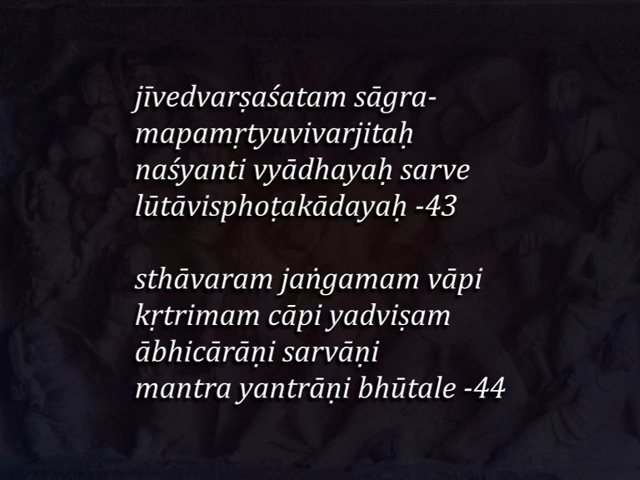 jīvedvarṣaśatam sāgra-
mapamṛtyuvivarjitaḥ
naśyanti vyādhayaḥ sarve
lūtāvisphoṭakādayaḥ -43
sthāvaram jaṅgamam vāpi
kṛtrimam cāpi yadviṣam
ābhicārāṇi sarvāṇi
mantra yantrāṇi bhūtale -44